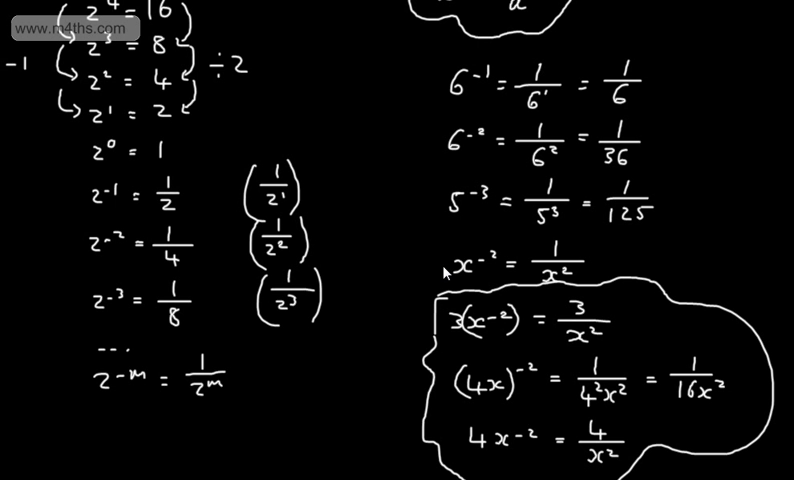 www.m4ths.com
2⁴ = 16
2³ = 8
-1
÷2
2² = 4
2¹ = 2
2⁰ = 1
2⁻¹ = 1/2 (1/2¹)
2⁻² = 1/4 (1/2²)
2⁻³ = 1/8 (1/2³)
....
2⁻ᵐ = 1/2ᵐ
a
6⁻¹ = 1/6¹ = 1/6
6⁻² = 1/6² = 1/36
5⁻³ = 1/5³ = 1/125
x⁻² = 1/x²
3(x⁻²) = 3/x²
(4x)⁻² = 1/4²x² = 1/16x²
4x⁻² = 4/x²